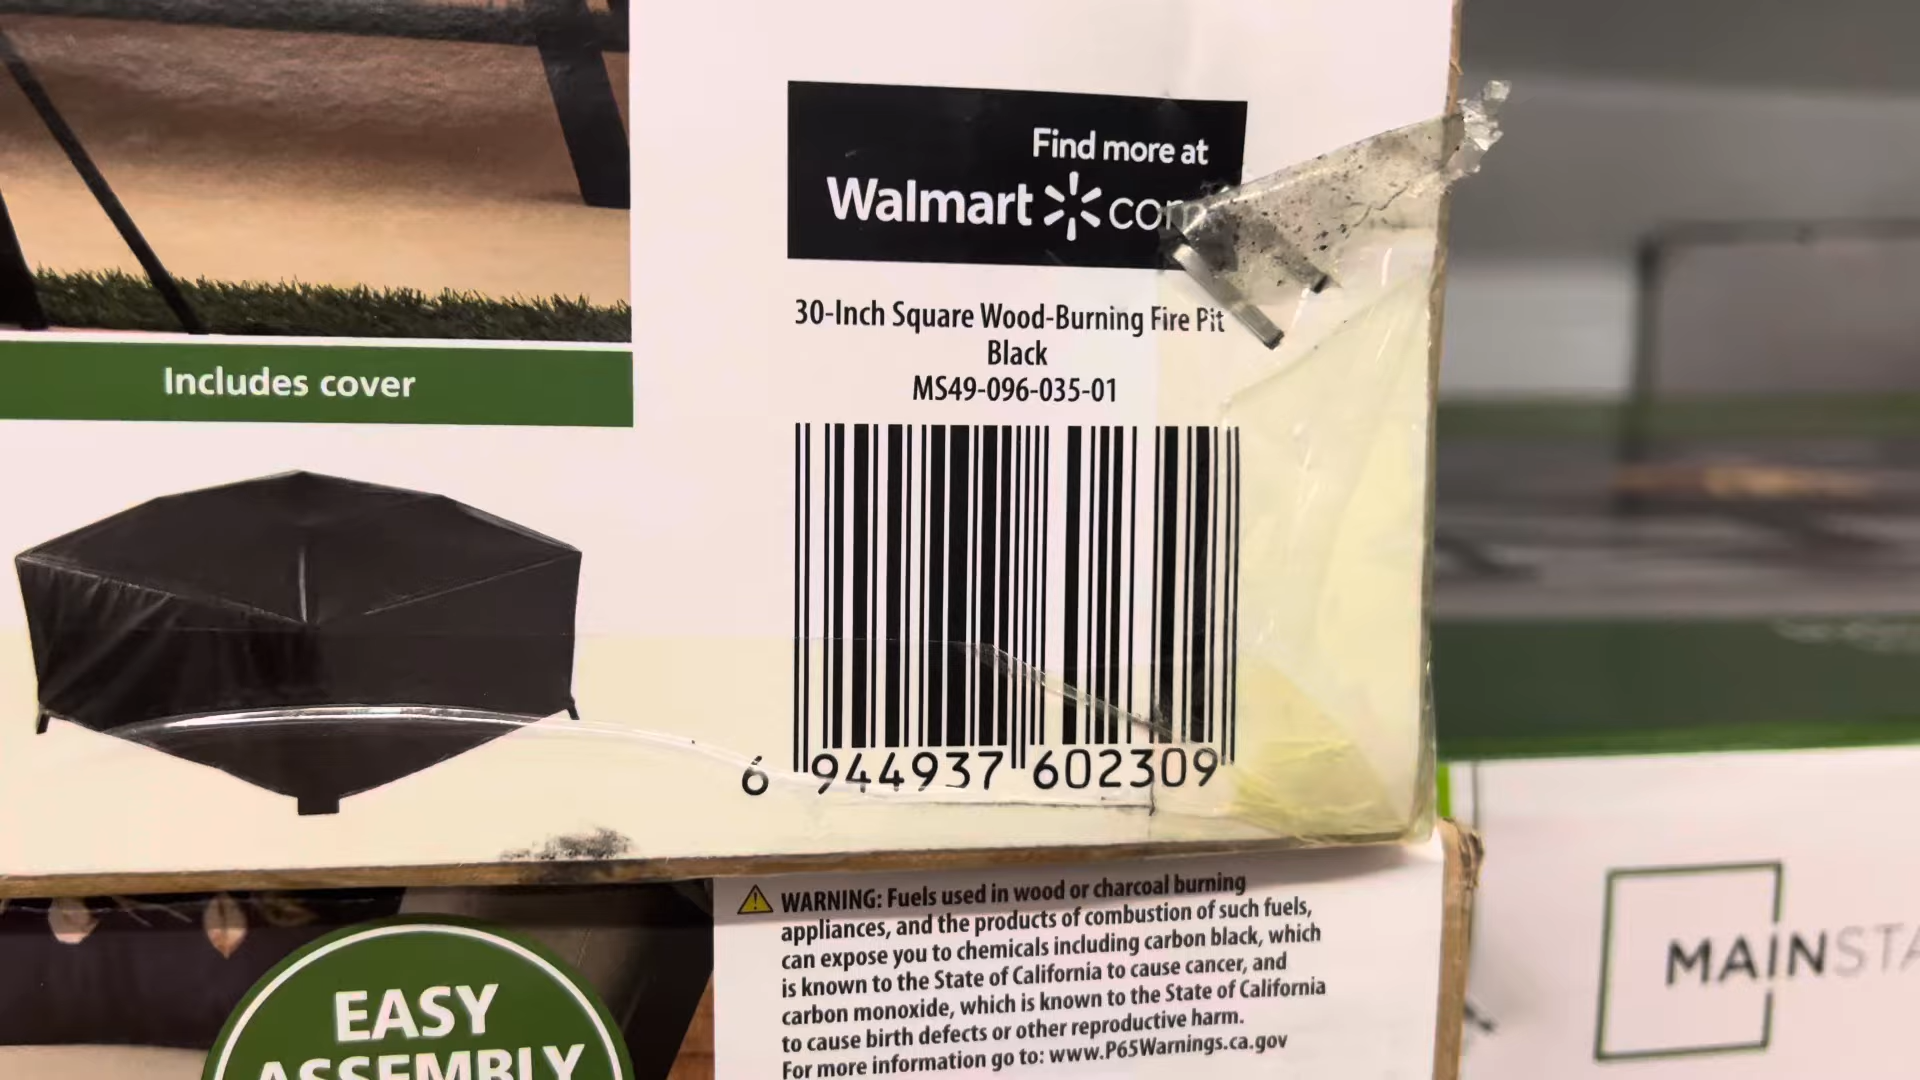 Find more at
Walmart com
30-Inch Square Wood-Burning Fire Pit
Black
MS49-096-035-01
Includes cover
6 944937 602309
WARNING: Fuels used in wood or charcoal burning
appliances, and the products of combustion of such fuels,
can expose you to chemicals including carbon black, which
is known to the State of California to cause cancer, and
carbon monoxide, which is known to the State of California
to cause birth defects or other reproductive harm.
For more information go to: www.P65Warnings.ca.gov
EASY
ASSEMBLY
MAINSTA